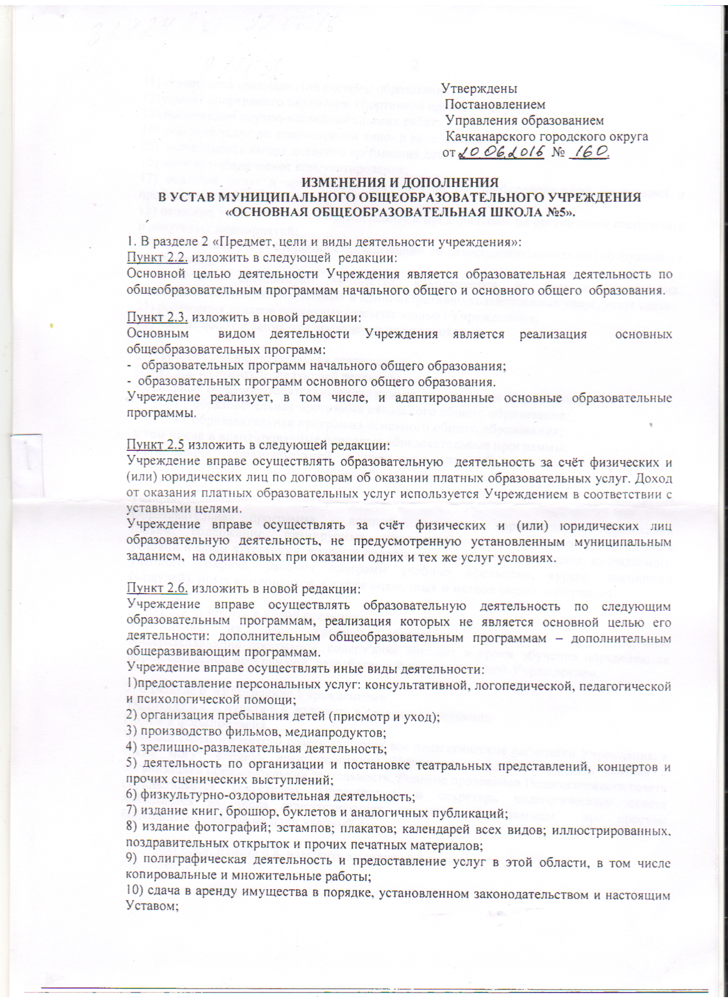 Утверждены
Постановлением
Управления образованием
Качканарского городского округа
от 20.06.2016 № 160.
ИЗМЕНЕНИЯ И ДОПОЛНЕНИЯ
В УСТАВ МУНИЦИПАЛЬНОГО ОБЩЕОБРАЗОВАТЕЛЬНОГО УЧРЕЖДЕНИЯ
«ОСНОВНАЯ ОБЩЕОБРАЗОВАТЕЛЬНАЯ ШКОЛА №5».
1. В разделе 2 «Предмет, цели и виды деятельности учреждения»:
Пункт 2.2. изложить в следующей редакции:
Основной целью деятельности Учреждения является образовательная деятельность по
общеобразовательным программам начального общего и основного общего образования.
Пункт 2.3. изложить в новой редакции:
Основным видом деятельности Учреждения является реализация основных
общеобразовательных программ:
- образовательных программ начального общего образования;
- образовательных программ основного общего образования.
Учреждение реализует, в том числе, и адаптированные основные образовательные
программы.
Пункт 2.5 изложить в следующей редакции:
Учреждение вправе осуществлять образовательную деятельность за счёт физических и
(или) юридических лиц по договорам об оказании платных образовательных услуг. Доход
от оказания платных образовательных услуг используется Учреждением в соответствии с
уставными целями.
Учреждение вправе осуществлять за счёт физических и (или) юридических лиц
образовательную деятельность, не предусмотренную установленным муниципальным
заданием, на одинаковых при оказании одних и тех же услуг условиях.
Пункт 2.6. изложить в новой редакции:
Учреждение вправе осуществлять образовательную деятельность по следующим
образовательным программам, реализация которых не является основной целью его
деятельности: дополнительным общеобразовательным программам – дополнительным
общеразвивающим программам.
Учреждение вправе осуществлять иные виды деятельности:
1)предоставление персональных услуг: консультативной, логопедической, педагогической
и психологической помощи;
2) организация пребывания детей (присмотр и уход);
3) производство фильмов, медиапродуктов;
4) зрелищно-развлекательная деятельность;
5) деятельность по организации и постановке театральных представлений, концертов и
прочих сценических выступлений;
6) физкультурно-оздоровительная деятельность;
7) издание книг, брошюр, буклетов и аналогичных публикаций;
8) издание фотографий; эстампов; плакатов; календарей всех видов; иллюстрированных,
поздравительных открыток и прочих печатных материалов;
9) полиграфическая деятельность и предоставление услуг в этой области, в том числе
копировальные и множительные работы;
10) сдача в аренду имущества в порядке, установленном законодательством и настоящим
Уставом;